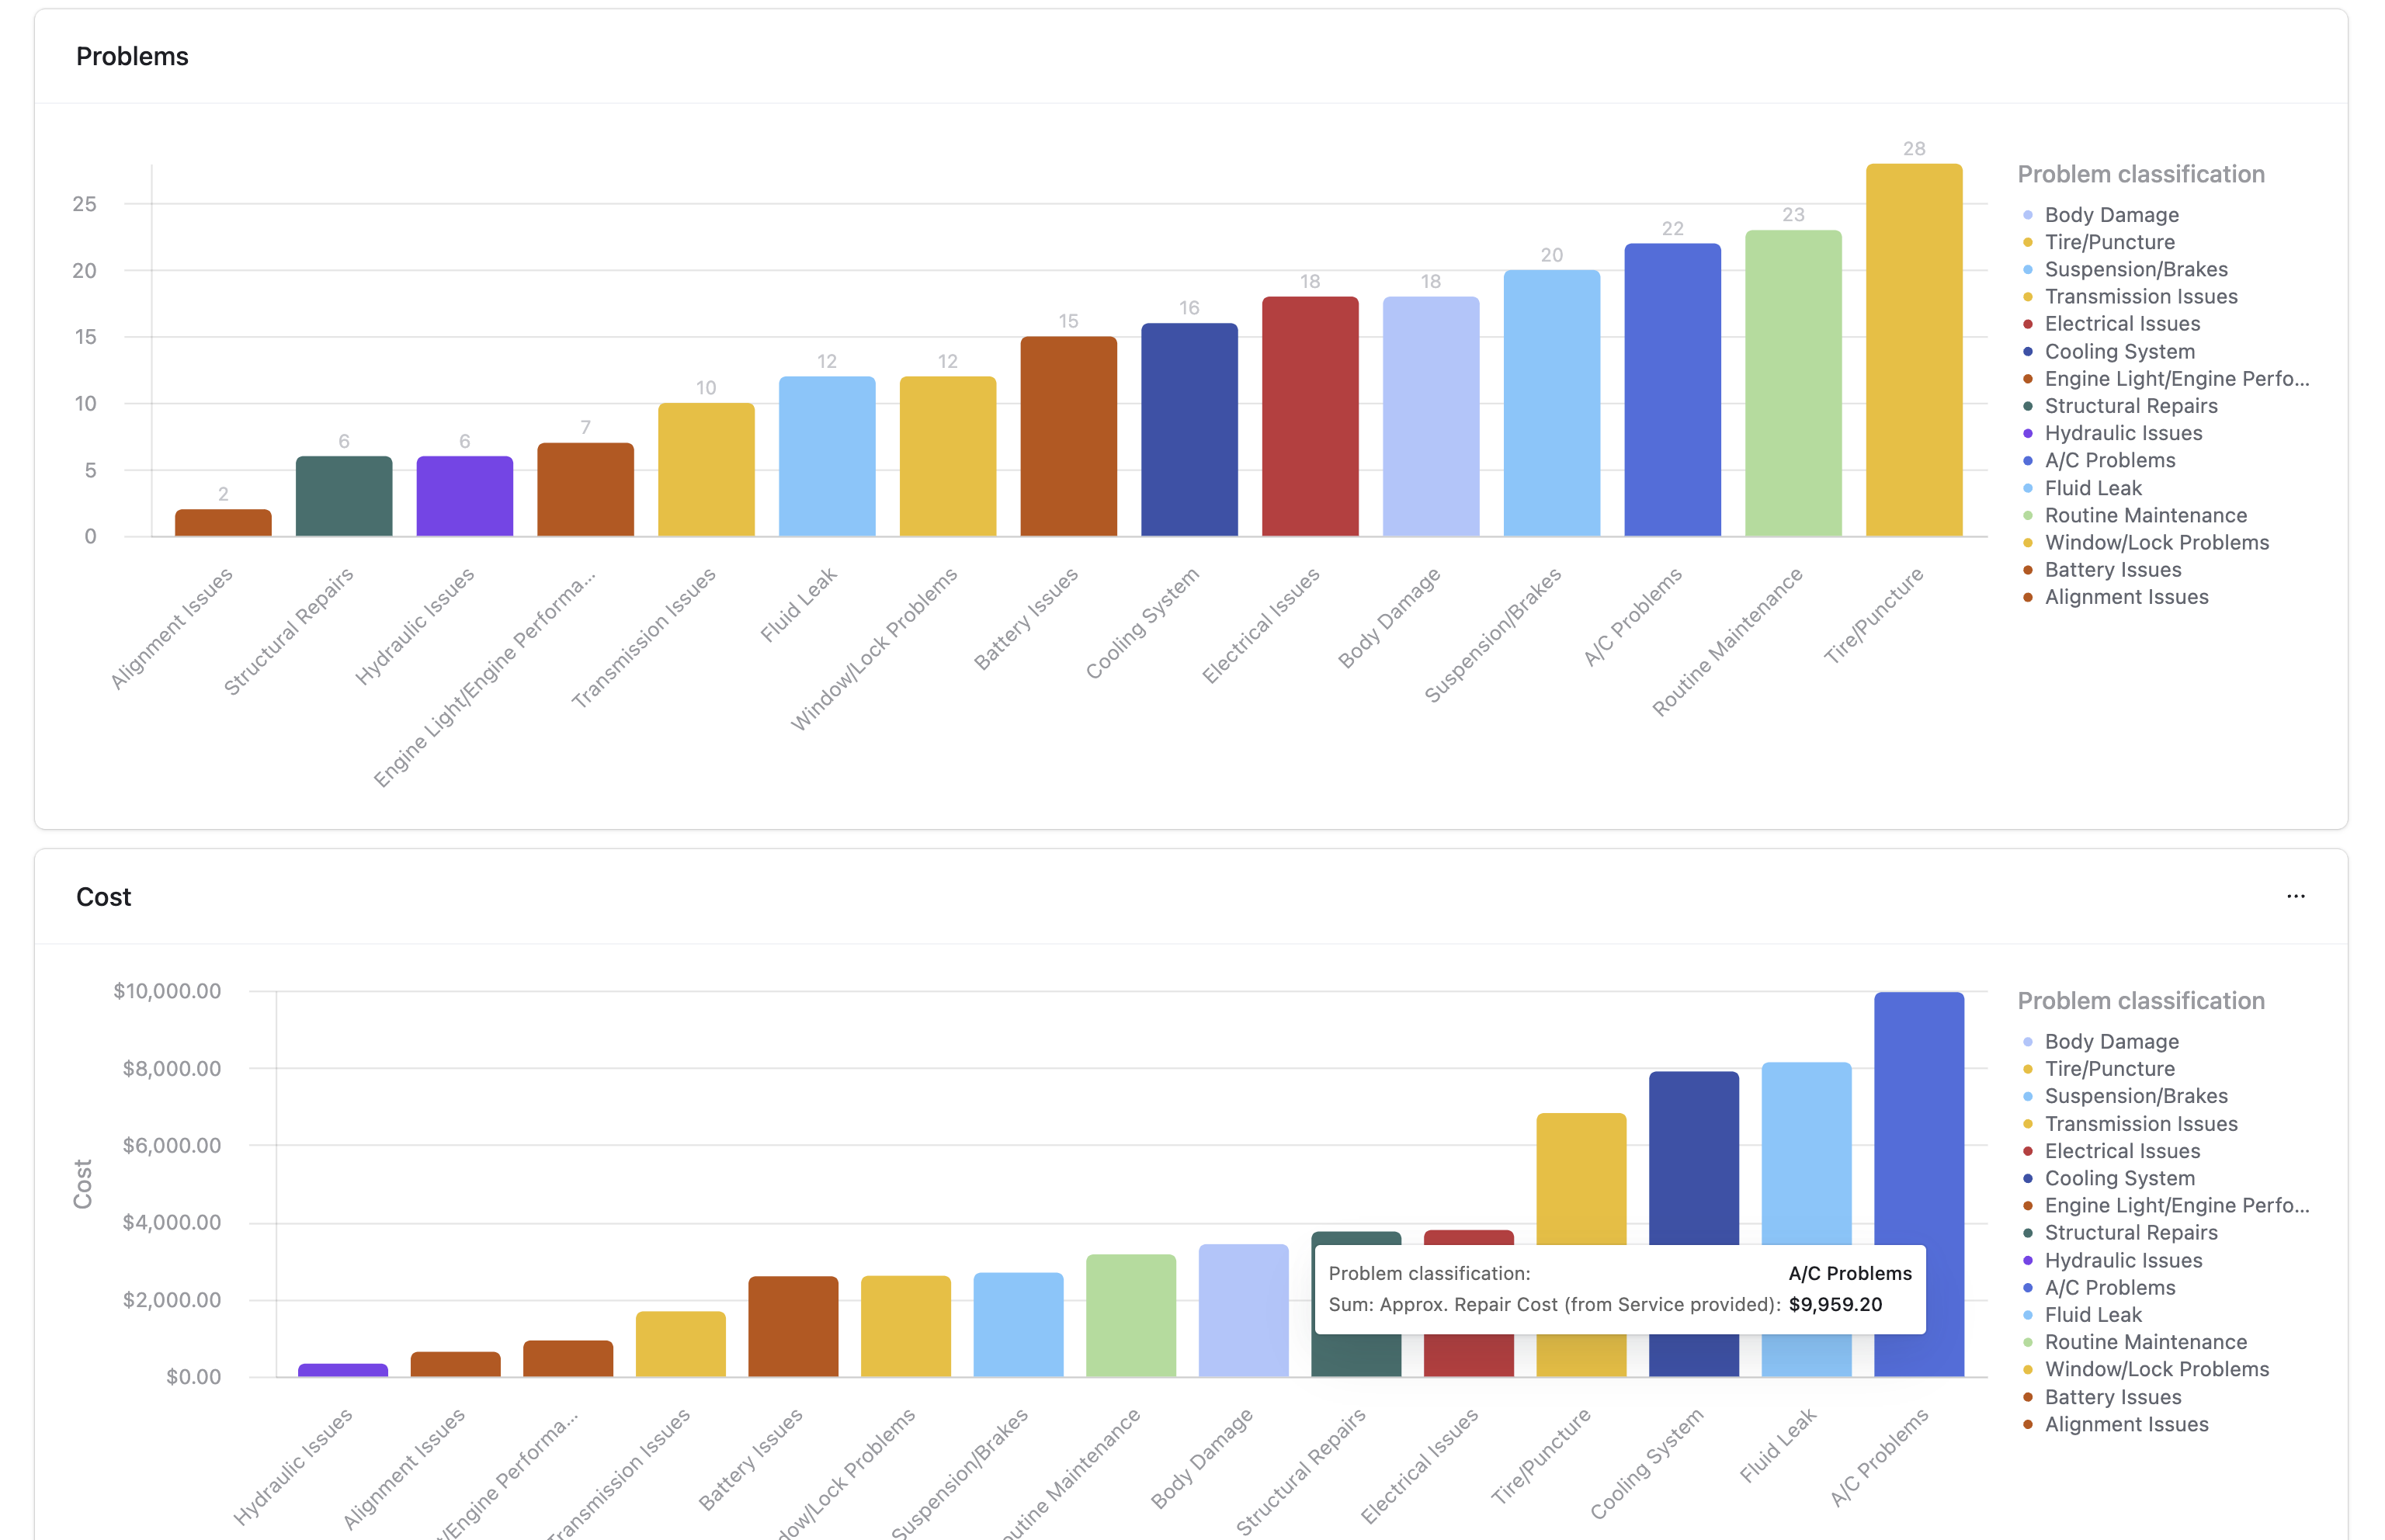 Problems
28
25
20
15
10
5
0
2
6
6
7
10
12
12
15
16
18
18
20
22
23
Alignment Issues
Structural Repairs
Hydraulic Issues
Engine Light/Engine Performa...
Transmission Issues
Fluid Leak
Window/Lock Problems
Battery Issues
Cooling System
Electrical Issues
Body Damage
Suspension/Brakes
A/C Problems
Routine Maintenance
Tire/Puncture
Problem classification
Body Damage
Tire/Puncture
Suspension/Brakes
Transmission Issues
Electrical Issues
Cooling System
Engine Light/Engine Perfo...
Structural Repairs
Hydraulic Issues
A/C Problems
Fluid Leak
Routine Maintenance
Window/Lock Problems
Battery Issues
Alignment Issues
Cost
...
Cost
$10,000.00
$8,000.00
$6,000.00
$4,000.00
$2,000.00
$0.00
Problem classification: A/C Problems
Sum: Approx. Repair Cost (from Service provided): $9,959.20
Hydraulic Issues
Alignment Issues
t/Engine Performa...
Transmission Issues
Battery Issues
dow/Lock Problems
Suspension/Brakes
outine Maintenance
Body Damage
Structural Repairs
Electrical Issues
Tire/Puncture
Cooling System
Fluid Leak
A/C Problems
Problem classification
Body Damage
Tire/Puncture
Suspension/Brakes
Transmission Issues
Electrical Issues
Cooling System
Engine Light/Engine Perfo...
Structural Repairs
Hydraulic Issues
A/C Problems
Fluid Leak
Routine Maintenance
Window/Lock Problems
Battery Issues
Alignment Issues